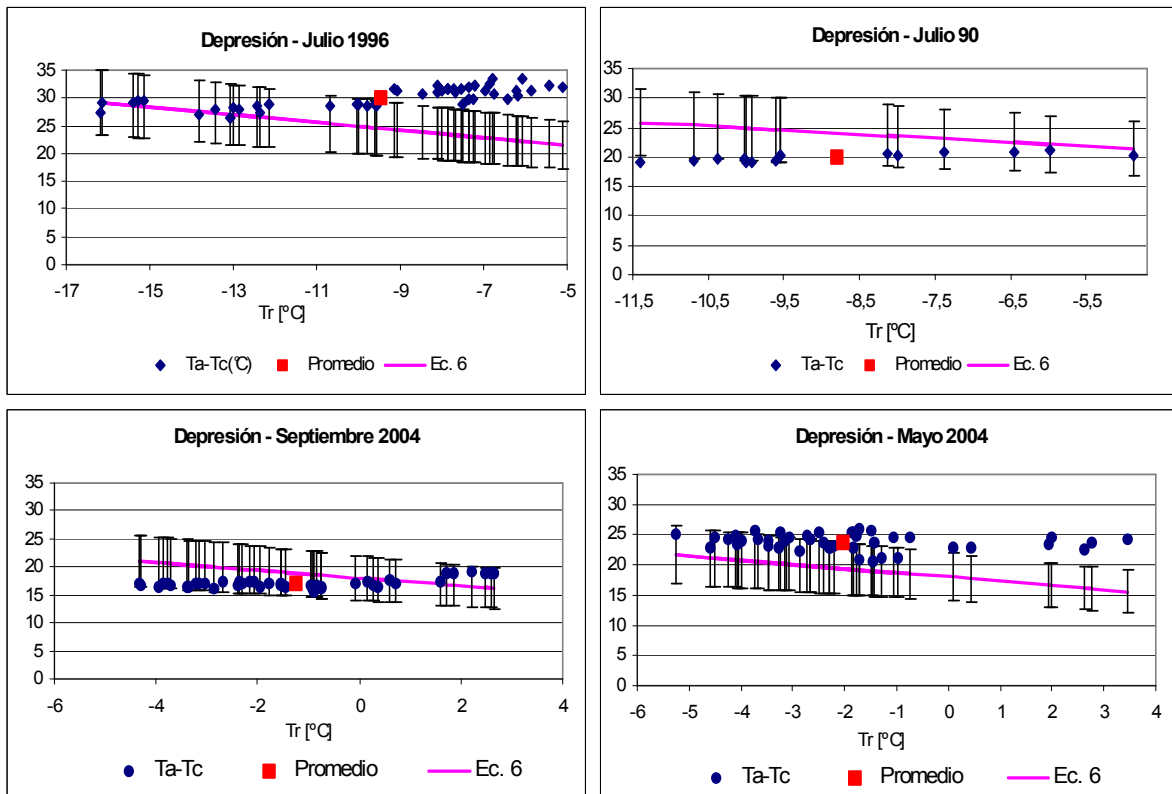 Depresión - Julio 1996
35
30
25
20
15
10
5
0
-17 -15 -13 -11 -9 -7 -5
Tr [ºC]
Ta-Tc(ºC) Promedio Ec. 6
Depresión - Julio 90
35
30
25
20
15
10
5
0
-11,5 -10,5 -9,5 -8,5 -7,5 -6,5 -5,5
Tr [ºC]
Ta-Tc Promedio Ec. 6
Depresión - Septiembre 2004
35
30
25
20
15
10
5
0
-6 -4 -2 0 2 4
Tr [ºC]
Ta-Tc Promedio Ec. 6
Depresión - Mayo 2004
35
30
25
20
15
10
5
0
-6 -5 -4 -3 -2 -1 0 1 2 3 4
Tr [ºC]
Ta-Tc Promedio Ec. 6